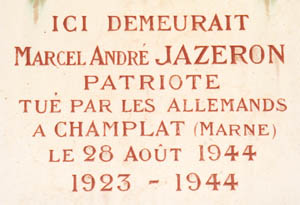 ICI DEMEURAIT
MARCEL ANDRÉ JAZERON
PATRIOTE
TUÉ PAR LES ALLEMANDS
A CHAMPLAT (MARNE)
LE 28 AOÛT 1944
1923 - 1944